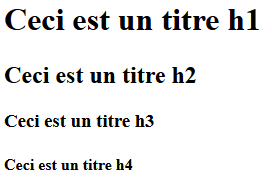 Ceci est un titre h1
Ceci est un titre h2
Ceci est un titre h3
Ceci est un titre h4